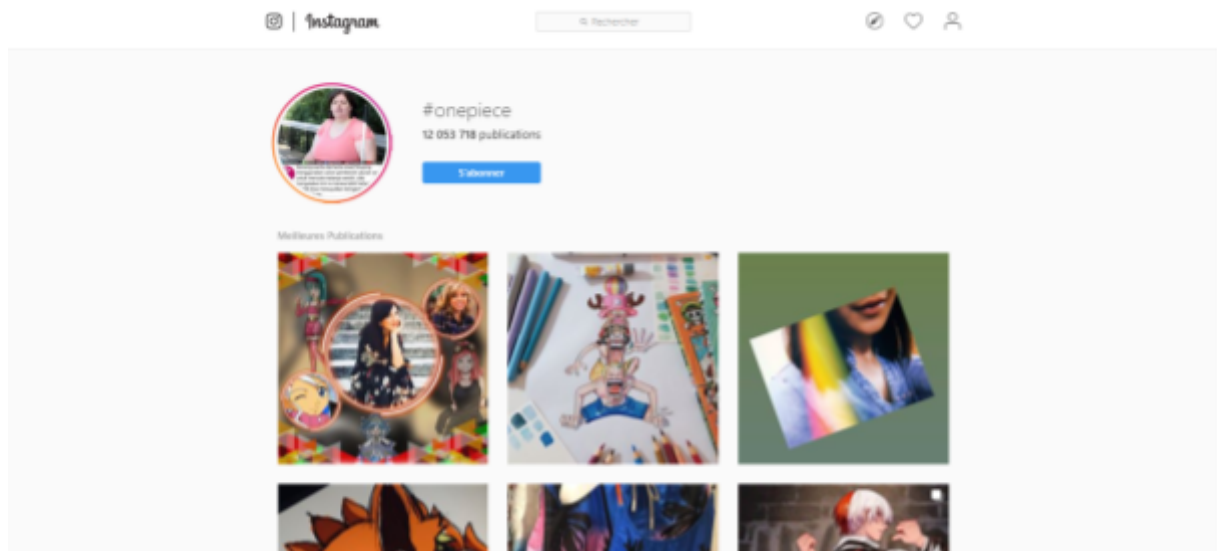 Instagram
Rechercher
#onepiece
12 053 718 publications
S'abonner
Meilleures Publications